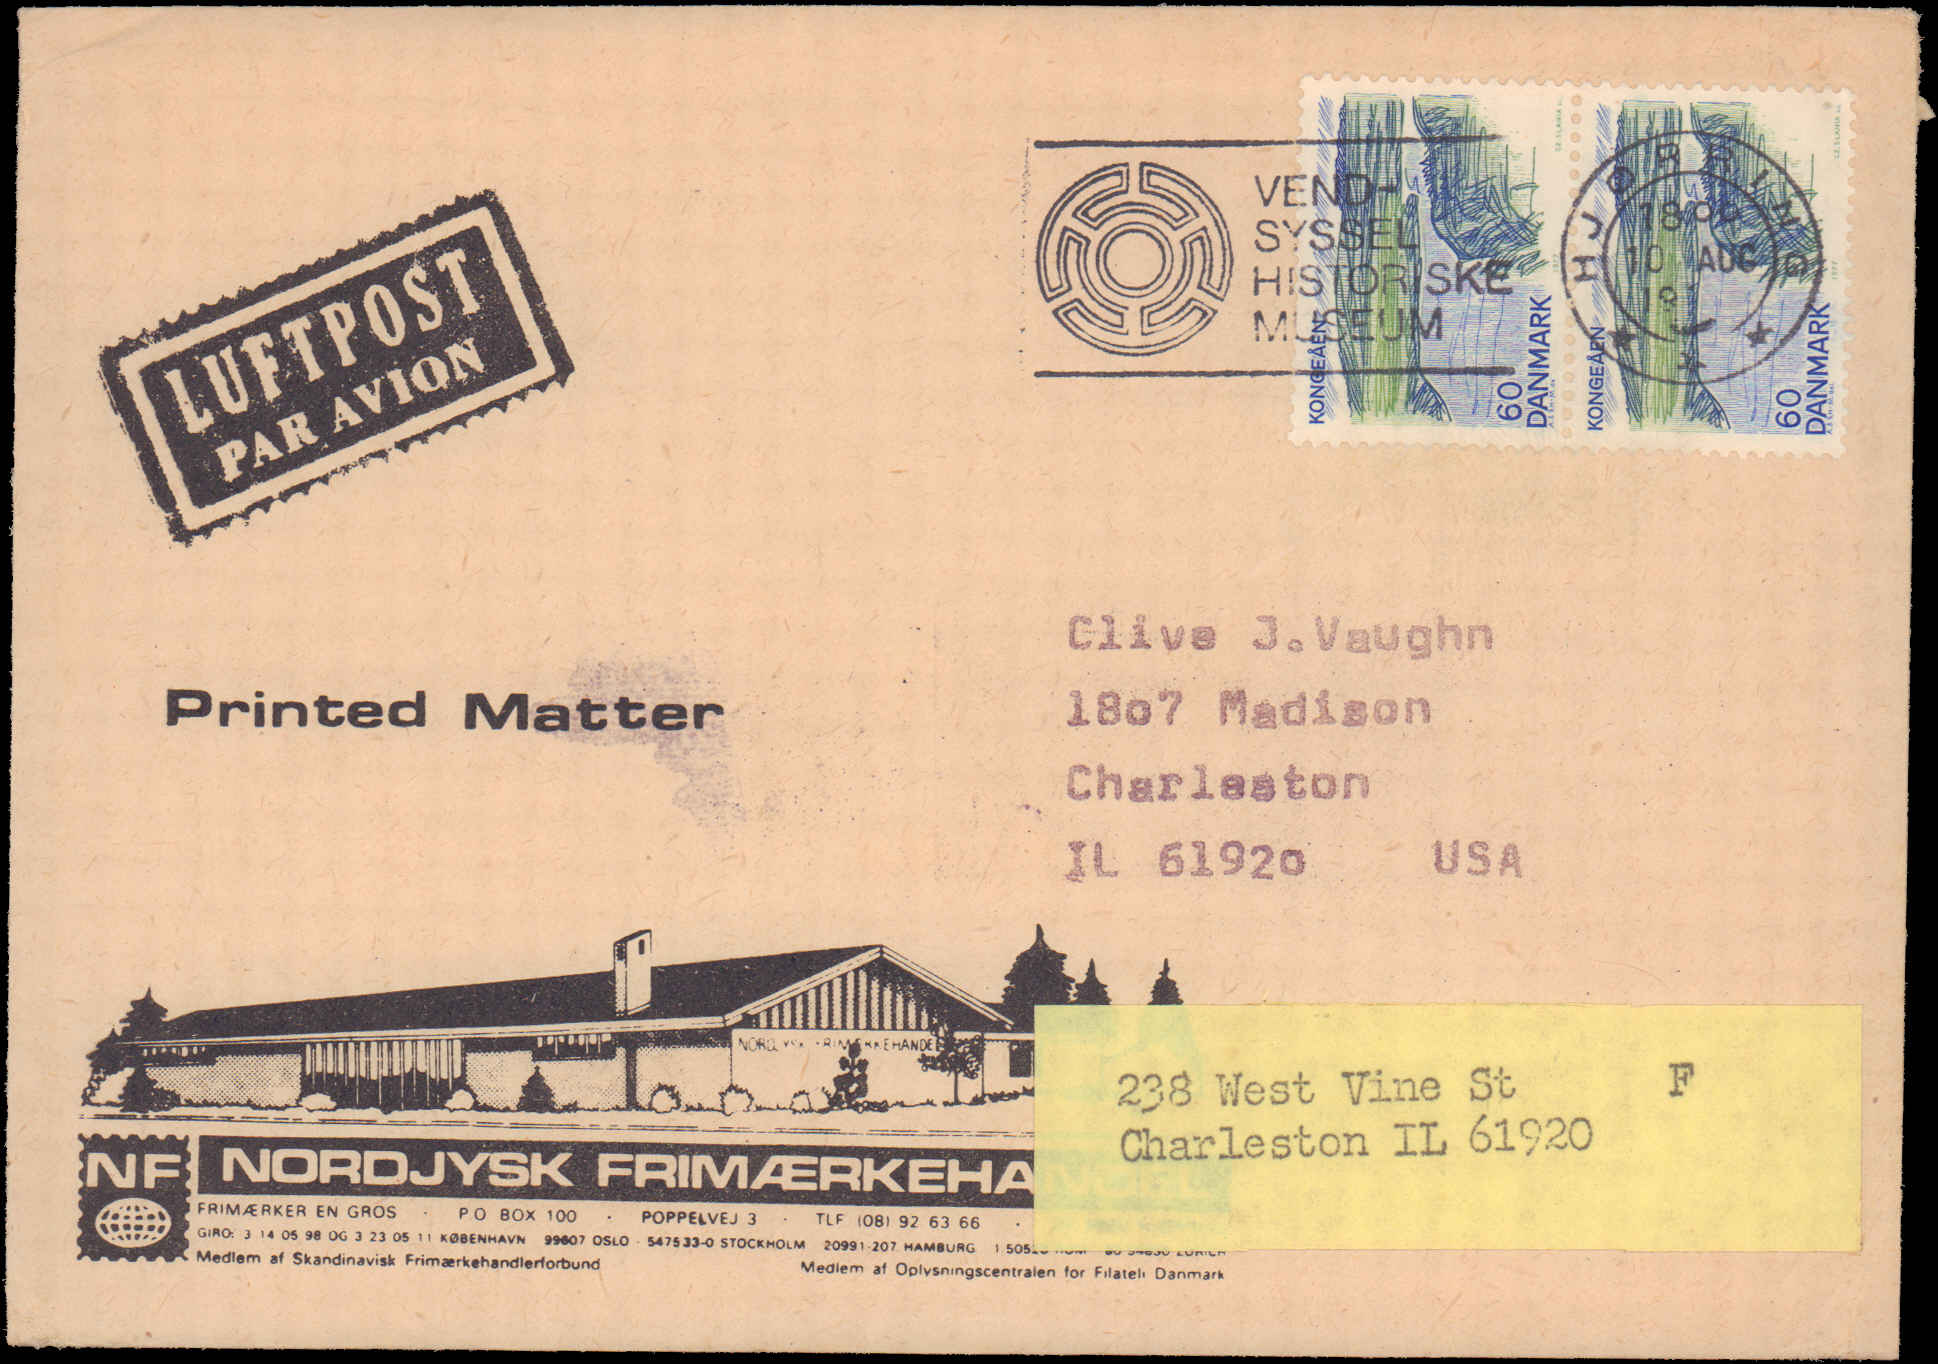 LUFTPOST
PAR AVION
VEND-
SYSSEL
HISTORISKE
MUSEUM
HJØRRING
10 AUG
KONGEÅEN
60
DANMARK
KONGEÅEN
60
DANMARK
Printed Matter
Clive J.Vaughn
18o7 Madison
Charleston
IL 6192o USA
238 West Vine St F
Charleston IL 61920
NF
NORDJYSK FRIMÆRKEHA
FRIMÆRKER EN GROS · P O BOX 100 · POPPELVEJ 3 · TLF (08) 92 63 66 ·
GIRO: 3 14 05 98 OG 3 23 05 11 KØBENHAVN 99607 OSLO · 547533-0 STOCKHOLM 20991-207 HAMBURG
Medlem af Skandinavisk Frimærkehandlerforbund
Medlem af Oplysningscentralen for Filateli Danmark